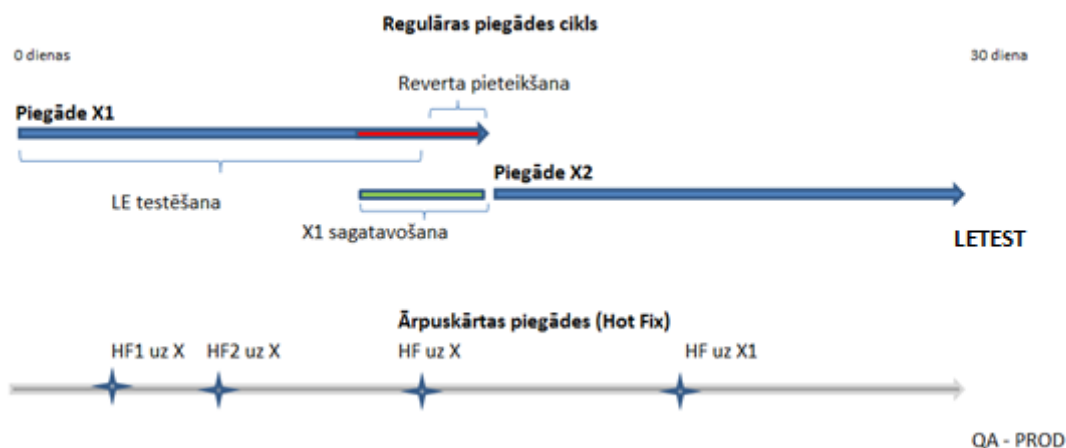 Regulāras piegādes cikls
0 dienas
30 diena
Reverta pieteikšana
Piegāde X1
Piegāde X2
LE testēšana
X1 sagatavošana
LETEST
Ārpuskārtas piegādes (Hot Fix)
HF1 uz X
HF2 uz X
HF uz X
HF uz X1
QA - PROD